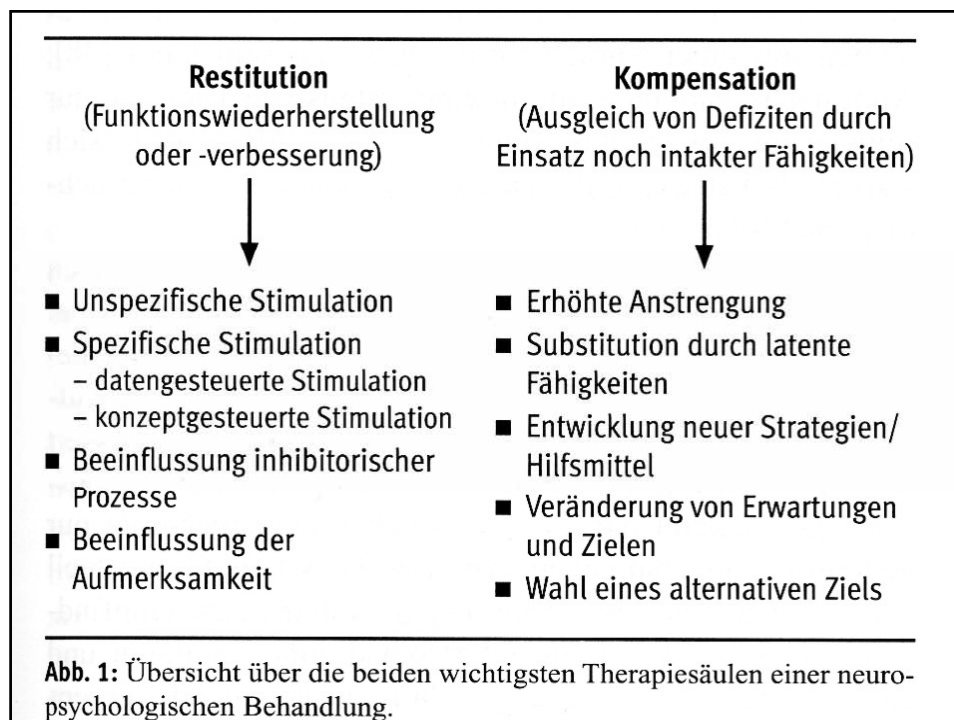 Restitution
(Funktionswiederherstellung
oder -verbesserung)
■ Unspezifische Stimulation
■ Spezifische Stimulation
– datengesteuerte Stimulation
– konzeptgesteuerte Stimulation
■ Beeinflussung inhibitorischer
Prozesse
■ Beeinflussung der
Aufmerksamkeit
Kompensation
(Ausgleich von Defiziten durch
Einsatz noch intakter Fähigkeiten)
■ Erhöhte Anstrengung
■ Substitution durch latente
Fähigkeiten
■ Entwicklung neuer Strategien/
Hilfsmittel
■ Veränderung von Erwartungen
und Zielen
■ Wahl eines alternativen Ziels
Abb. 1: Übersicht über die beiden wichtigsten Therapiesäulen einer neuro-
psychologischen Behandlung.